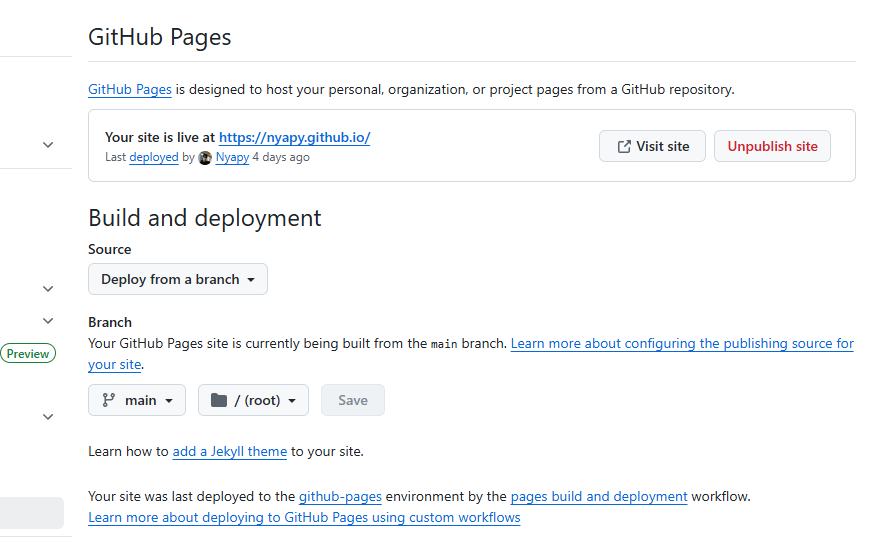 GitHub Pages
GitHub Pages is designed to host your personal, organization, or project pages from a GitHub repository.
Your site is live at https://nyapy.github.io/
Last deployed by Nyapy 4 days ago
Visit site
Unpublish site
Build and deployment
Source
Deploy from a branch
Branch
Your GitHub Pages site is currently being built from the main branch. Learn more about configuring the publishing source for
your site.
Preview
main
/ (root)
Save
Learn how to add a Jekyll theme to your site.
Your site was last deployed to the github-pages environment by the pages build and deployment workflow.
Learn more about deploying to GitHub Pages using custom workflows